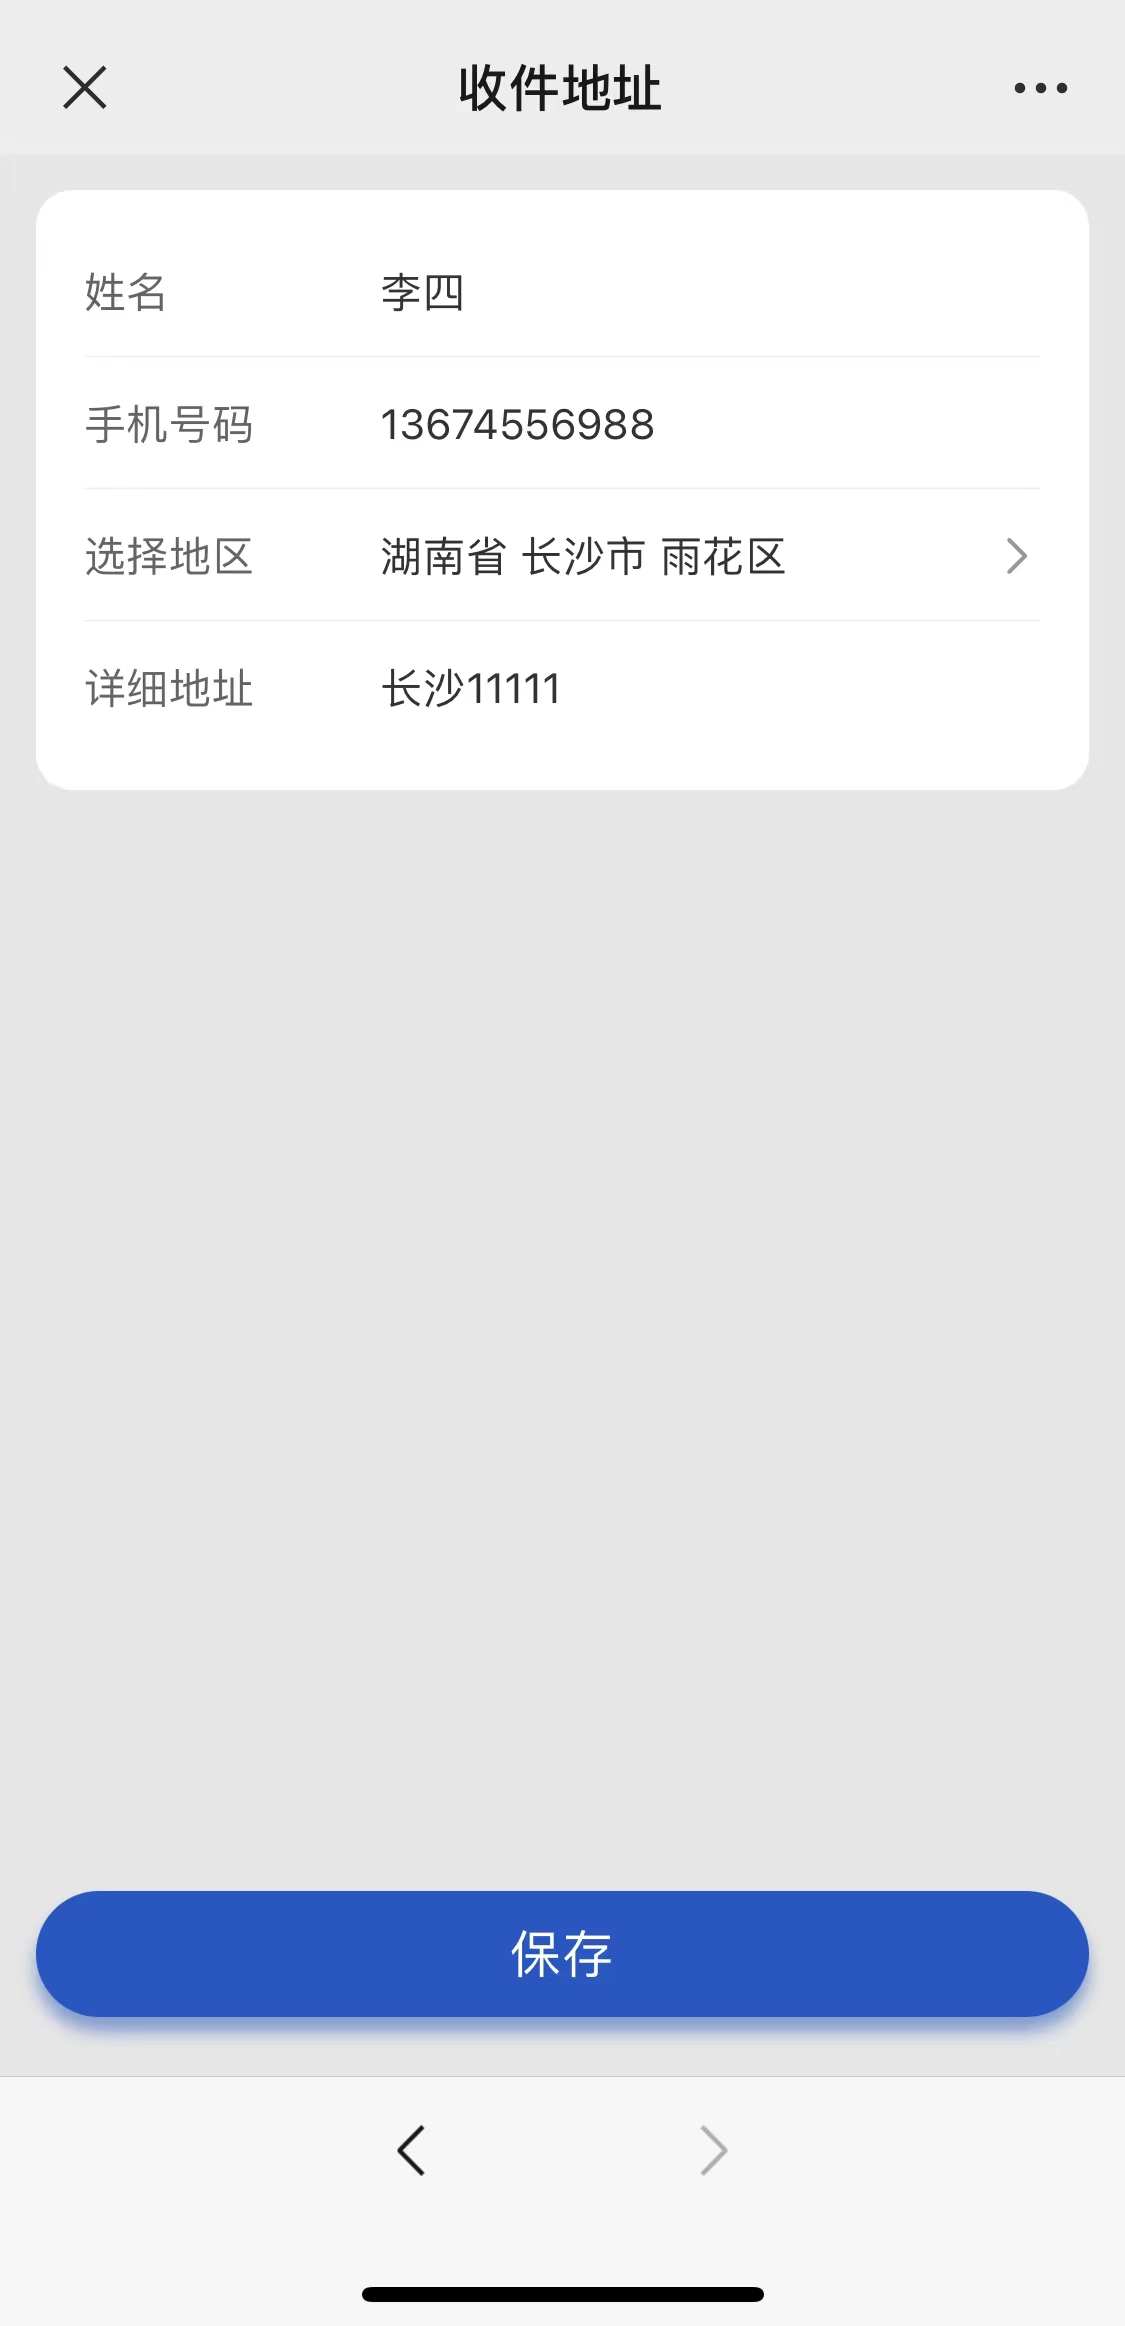 收件地址
姓名 李四
手机号码 13674556988
选择地区 湖南省 长沙市 雨花区
详细地址 长沙11111
保存